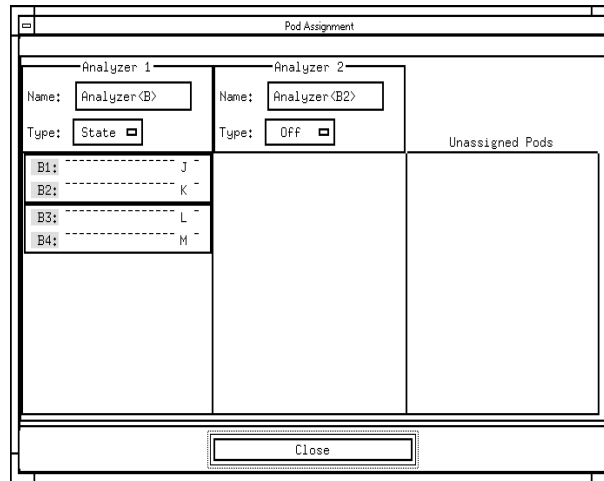 Pod Assignment
Analyzer 1
Name: Analyzer<B>
Type: State
Analyzer 2
Name: Analyzer<B2>
Type: Off
Unassigned Pods
B1: ---------------- J -
B2: ---------------- K -
B3: ---------------- L -
B4: ---------------- M -
Close